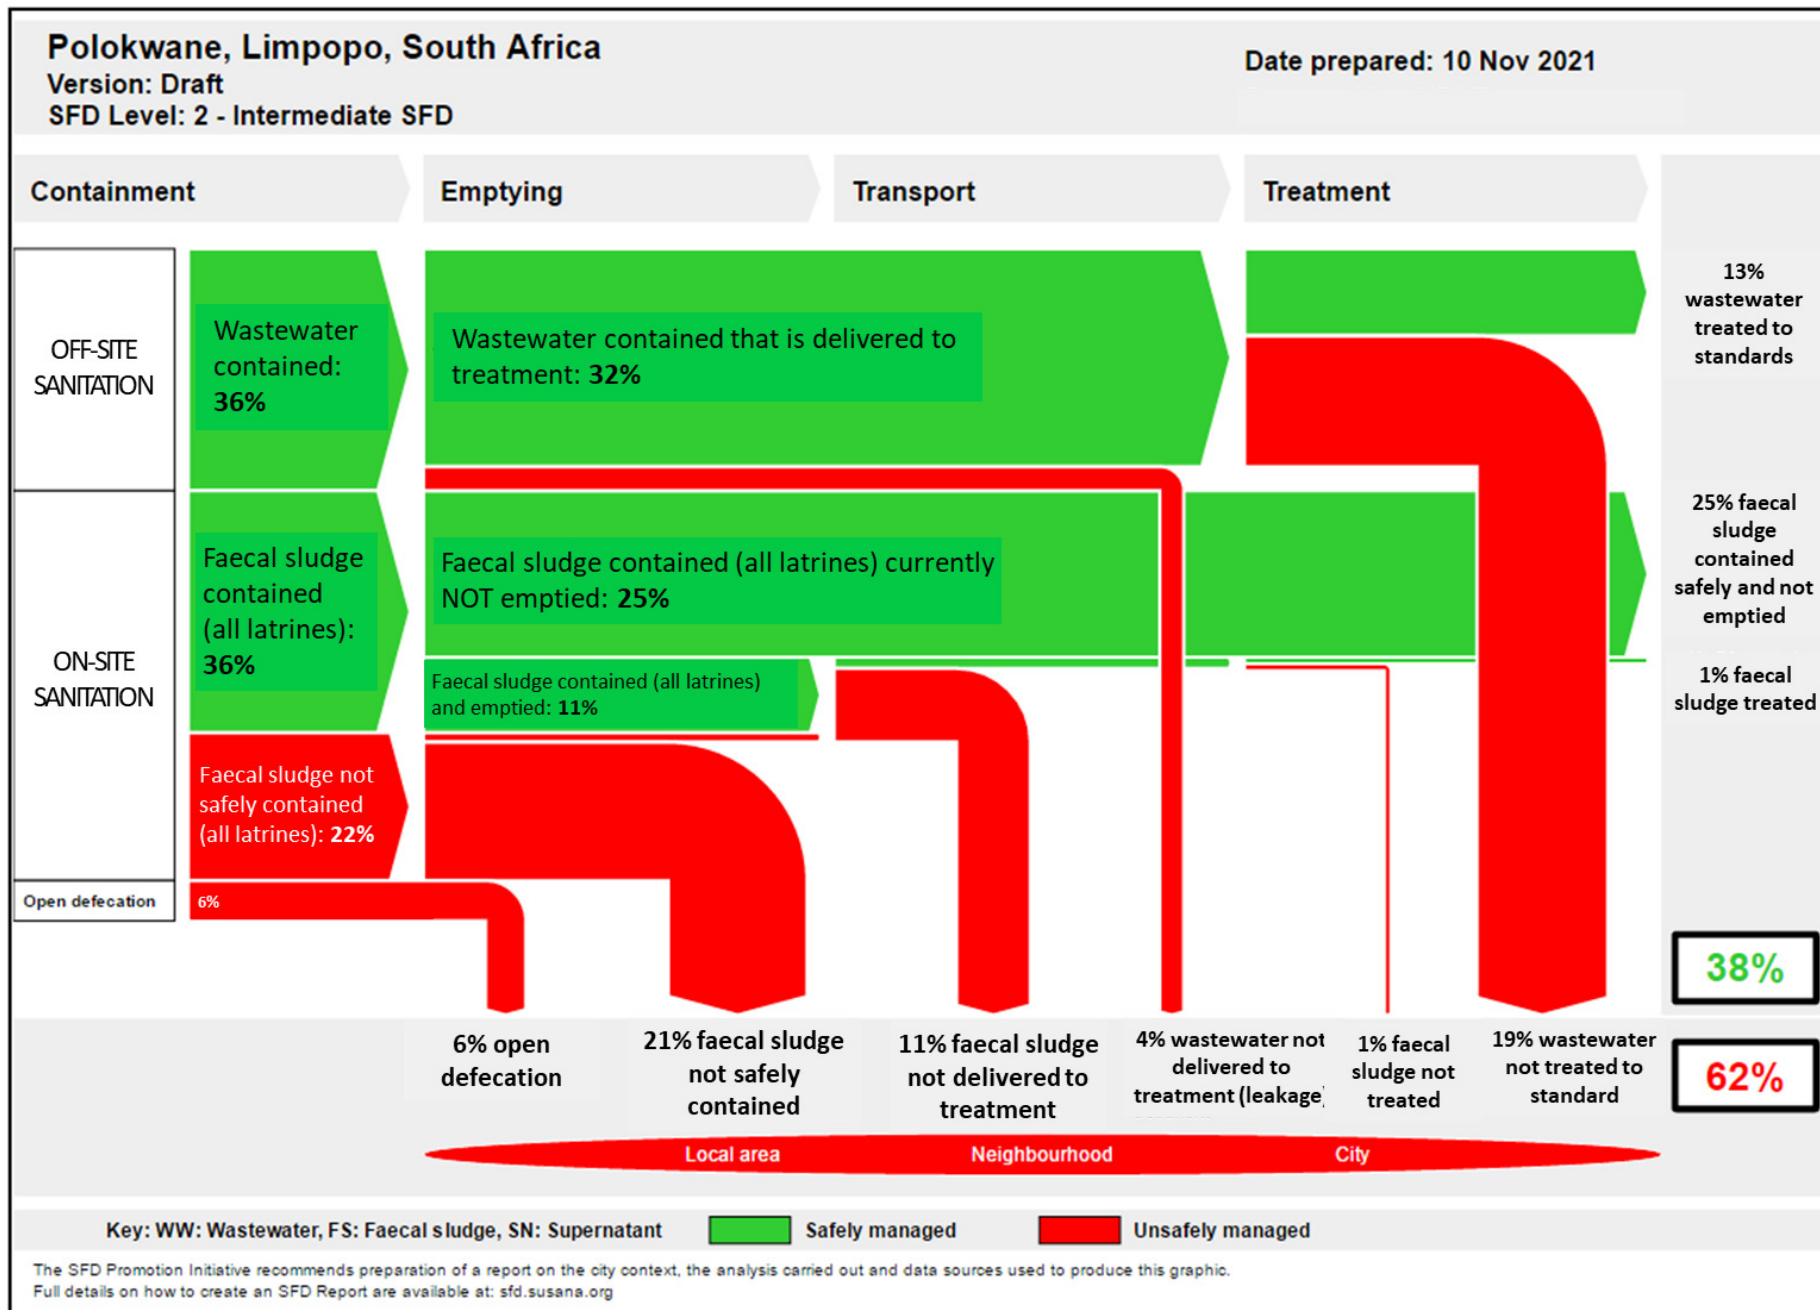 Polokwane, Limpopo, South Africa
Version: Draft
SFD Level: 2 - Intermediate SFD
Date prepared: 10 Nov 2021
Containment
Emptying
Transport
Treatment
OFF-SITE
SANITATION
Wastewater
contained:
36%
Wastewater contained that is delivered to
treatment: 32%
13%
wastewater
treated to
standards
ON-SITE
SANITATION
Faecal sludge
contained
(all latrines):
36%
Faecal sludge contained (all latrines) currently
NOT emptied: 25%
25% faecal
sludge
contained
safely and not
emptied
Faecal sludge contained (all latrines)
and emptied: 11%
1% faecal
sludge treated
Faecal sludge not
safely contained
(all latrines): 22%
Open defecation
6%
38%
6% open
defecation
21% faecal sludge
not safely
contained
11% faecal sludge
not delivered to
treatment
4% wastewater not
delivered to
treatment (leakage)
1% faecal
sludge not
treated
19% wastewater
not treated to
standard
62%
Local area
Neighbourhood
City
Key: WW: Wastewater, FS: Faecal sludge, SN: Supernatant
Safely managed
Unsafely managed
The SFD Promotion Initiative recommends preparation of a report on the city context, the analysis carried out and data sources used to produce this graphic.
Full details on how to create an SFD Report are available at: sfd.susana.org